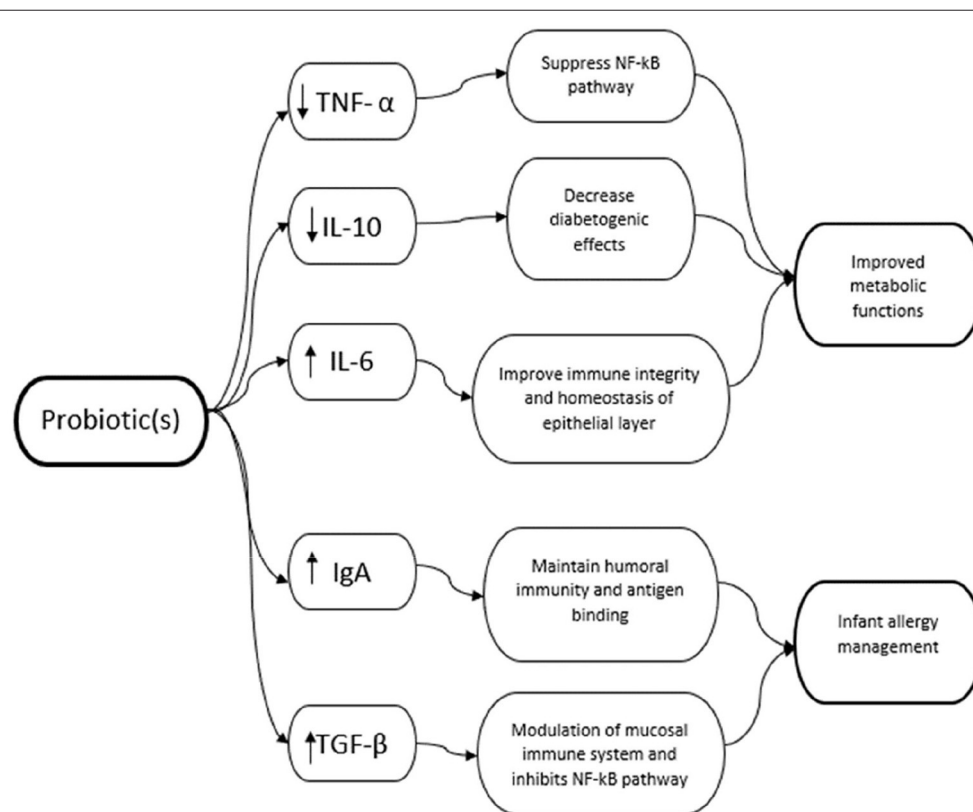 Probiotic(s)
↓ TNF- α
Suppress NF-kB
pathway
↓ IL-10
Decrease
diabetogenic
effects
↑ IL-6
Improve immune integrity
and homeostasis of
epithelial layer
Improved
metabolic
functions
↑ IgA
Maintain humoral
immunity and antigen
binding
↑TGF-β
Modulation of mucosal
immune system and
inhibits NF-kB pathway
Infant allergy
management